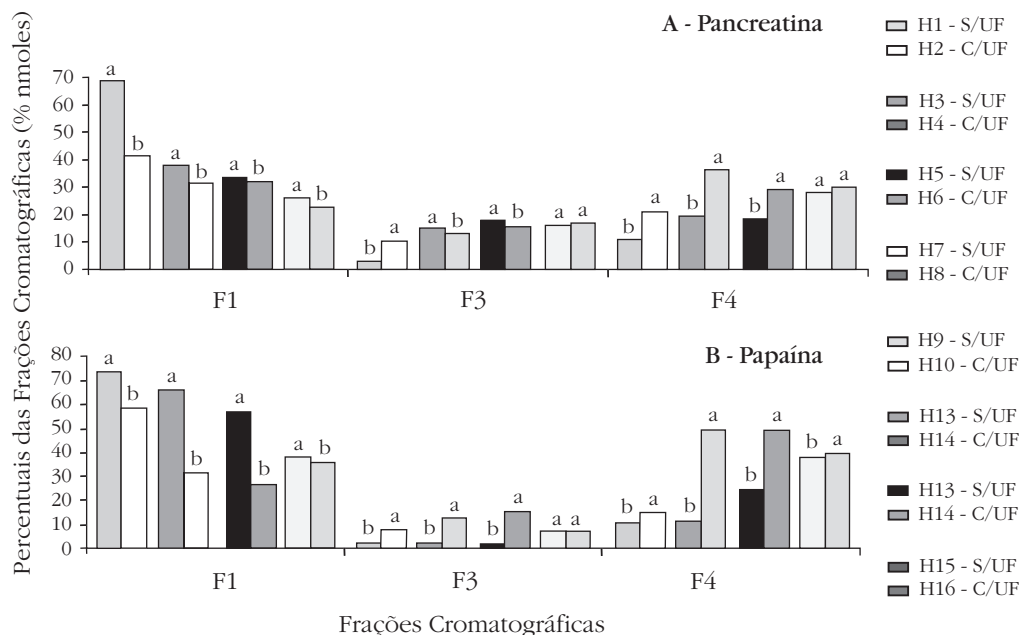 Percentuais das Frações Cromatográficas (% nmoles)
A - Pancreatina
70
60
50
40
30
20
10
0
a b a b a b a b
b a a b a b a a
b a b a b a a a
F1 F3 F4
B - Papaína
80
70
60
50
40
30
20
10
0
a b a b a b a b
b a b a b a a a
b a b a b a b a
F1 F3 F4
Frações Cromatográficas
H1 - S/UF
H2 - C/UF
H3 - S/UF
H4 - C/UF
H5 - S/UF
H6 - C/UF
H7 - S/UF
H8 - C/UF
H9 - S/UF
H10 - C/UF
H13 - S/UF
H14 - C/UF
H13 - S/UF
H14 - C/UF
H15 - S/UF
H16 - C/UF